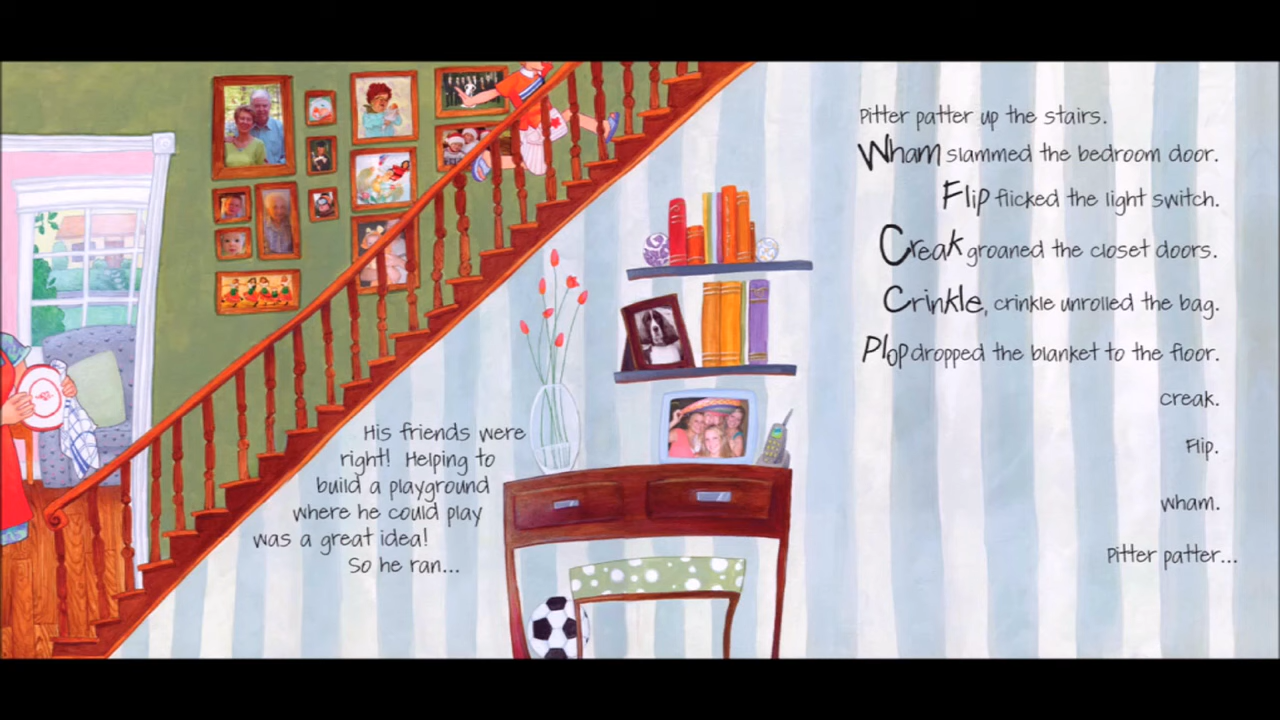 His friends were
right! Helping to
build a playground
where he could play
was a great idea!
So he ran...
Pitter patter up the stairs.
Wham slammed the bedroom door.
Flip flicked the light switch.
Creak groaned the closet doors.
Crinkle, crinkle unrolled the bag.
Plop dropped the blanket to the floor.
creak.
Flip.
wham.
Pitter patter...